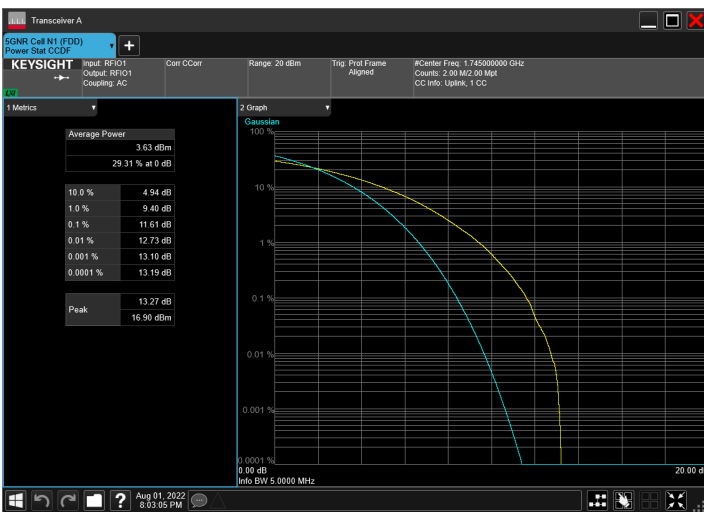 Transceiver A
5GNR Cell N1 (FDD)
Power Stat CCDF
KEYSIGHT
Input: RFIO1
Output: RFIO1
Coupling: AC
Corr CCorr
Range: 20 dBm
Trig: Prot Frame
Aligned
#Center Freq: 1.745000000 GHz
Counts: 2.00 M/2.00 Mpt
CC Info: Uplink, 1 CC
LXI
1 Metrics
Average Power
3.63 dBm
29.31 % at 0 dB
10.0 % 4.94 dB
1.0 % 9.40 dB
0.1 % 11.61 dB
0.01 % 12.73 dB
0.001 % 13.10 dB
0.0001 % 13.19 dB
Peak
13.27 dB
16.90 dBm
2 Graph
Gaussian
100 %
10 %
1 %
0.1 %
0.01 %
0.001 %
0.0001 %
0.00 dB
20.00 d
Info BW 5.0000 MHz
Aug 01, 2022
8:03:05 PM